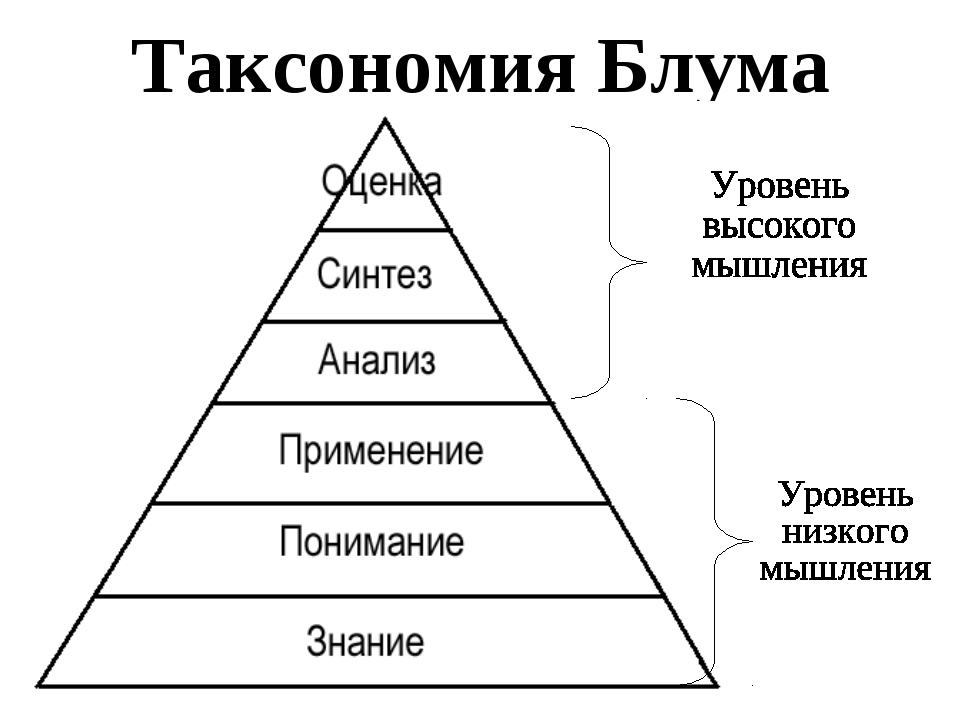 Таксономия Блума
Оценка
Синтез
Анализ
Применение
Понимание
Знание
Уровень
высокого
мышления
Уровень
низкого
мышления